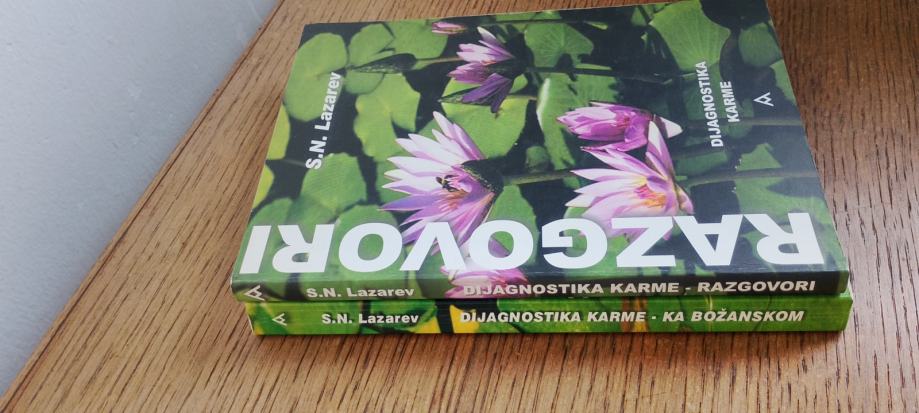 S.N. Lazarev
DIJAGNOSTIKA
KARME
RAZGOVORI
S.N. Lazarev DIJAGNOSTIKA KARME - RAZGOVORI
S.N. Lazarev DIJAGNOSTIKA KARME - KA BOŽANSKOM